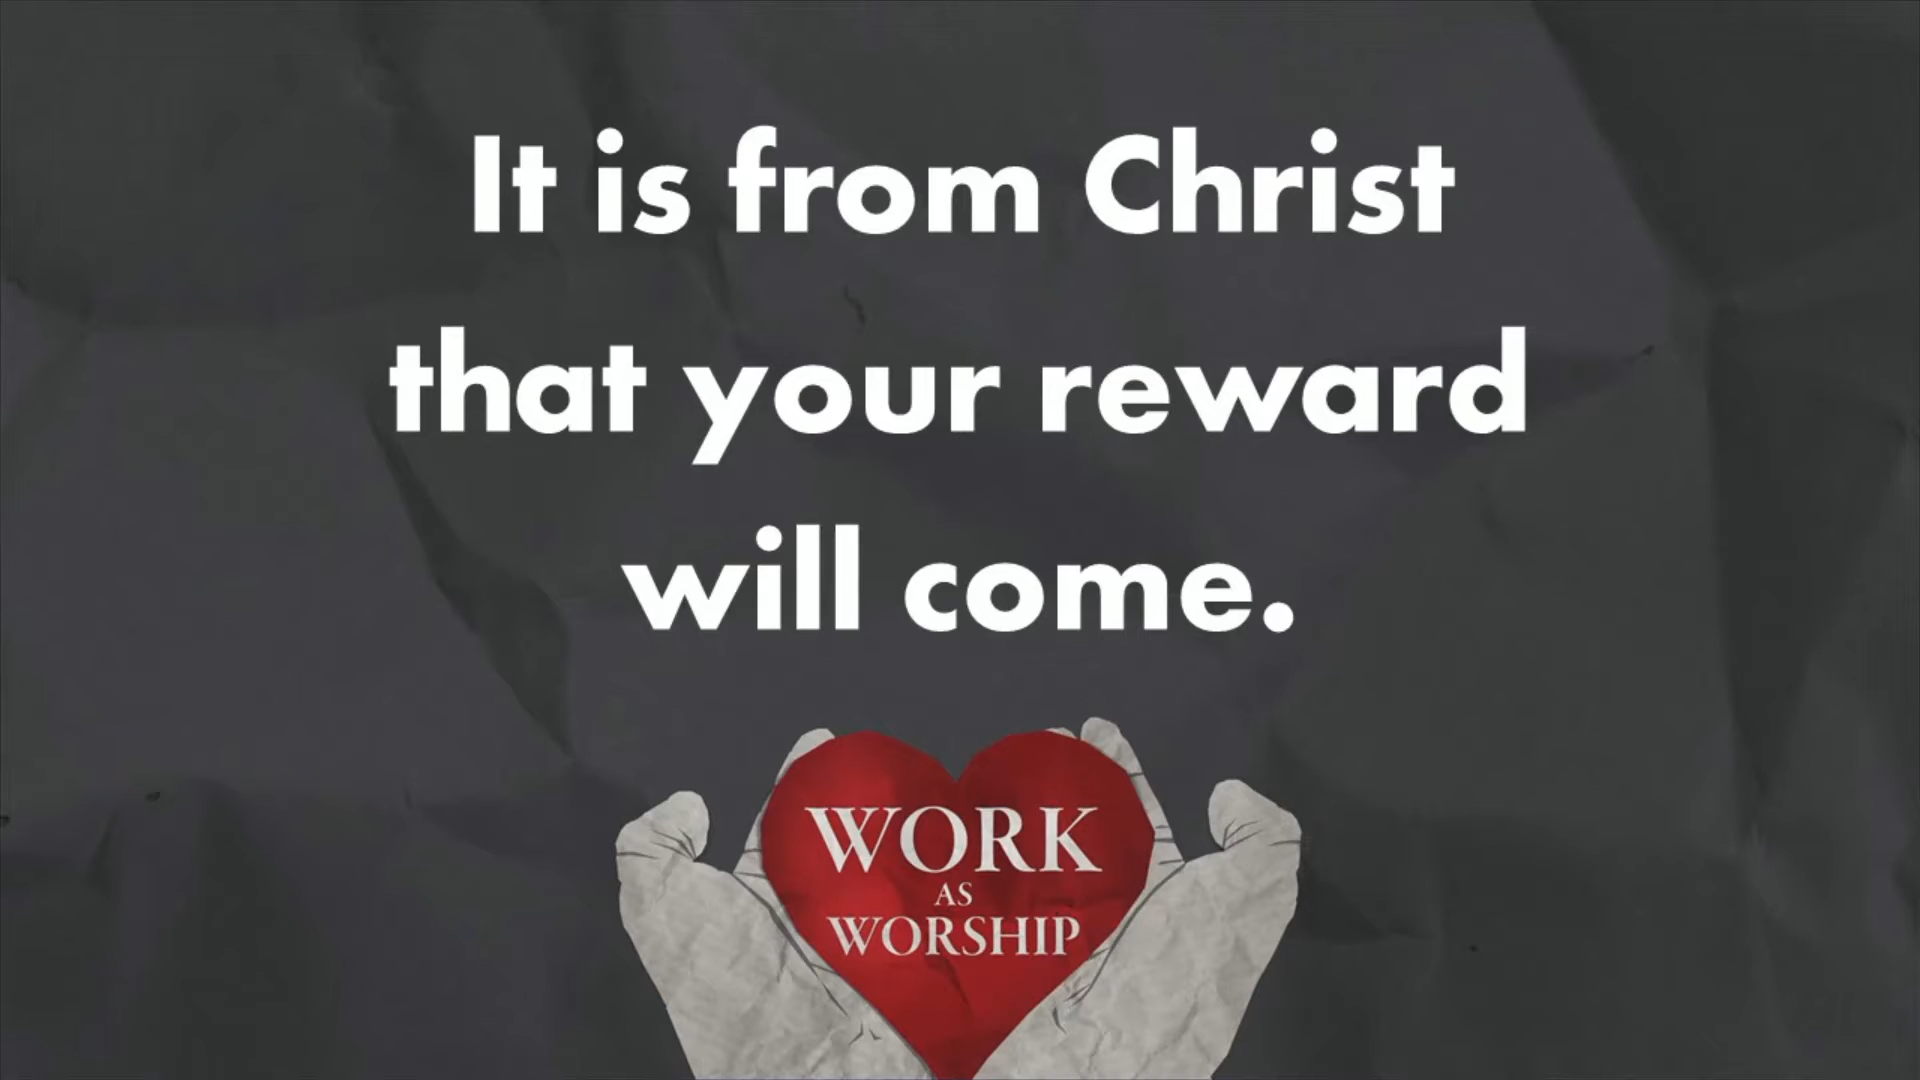 It is from Christ
that your reward
will come.
WORK
AS
WORSHIP